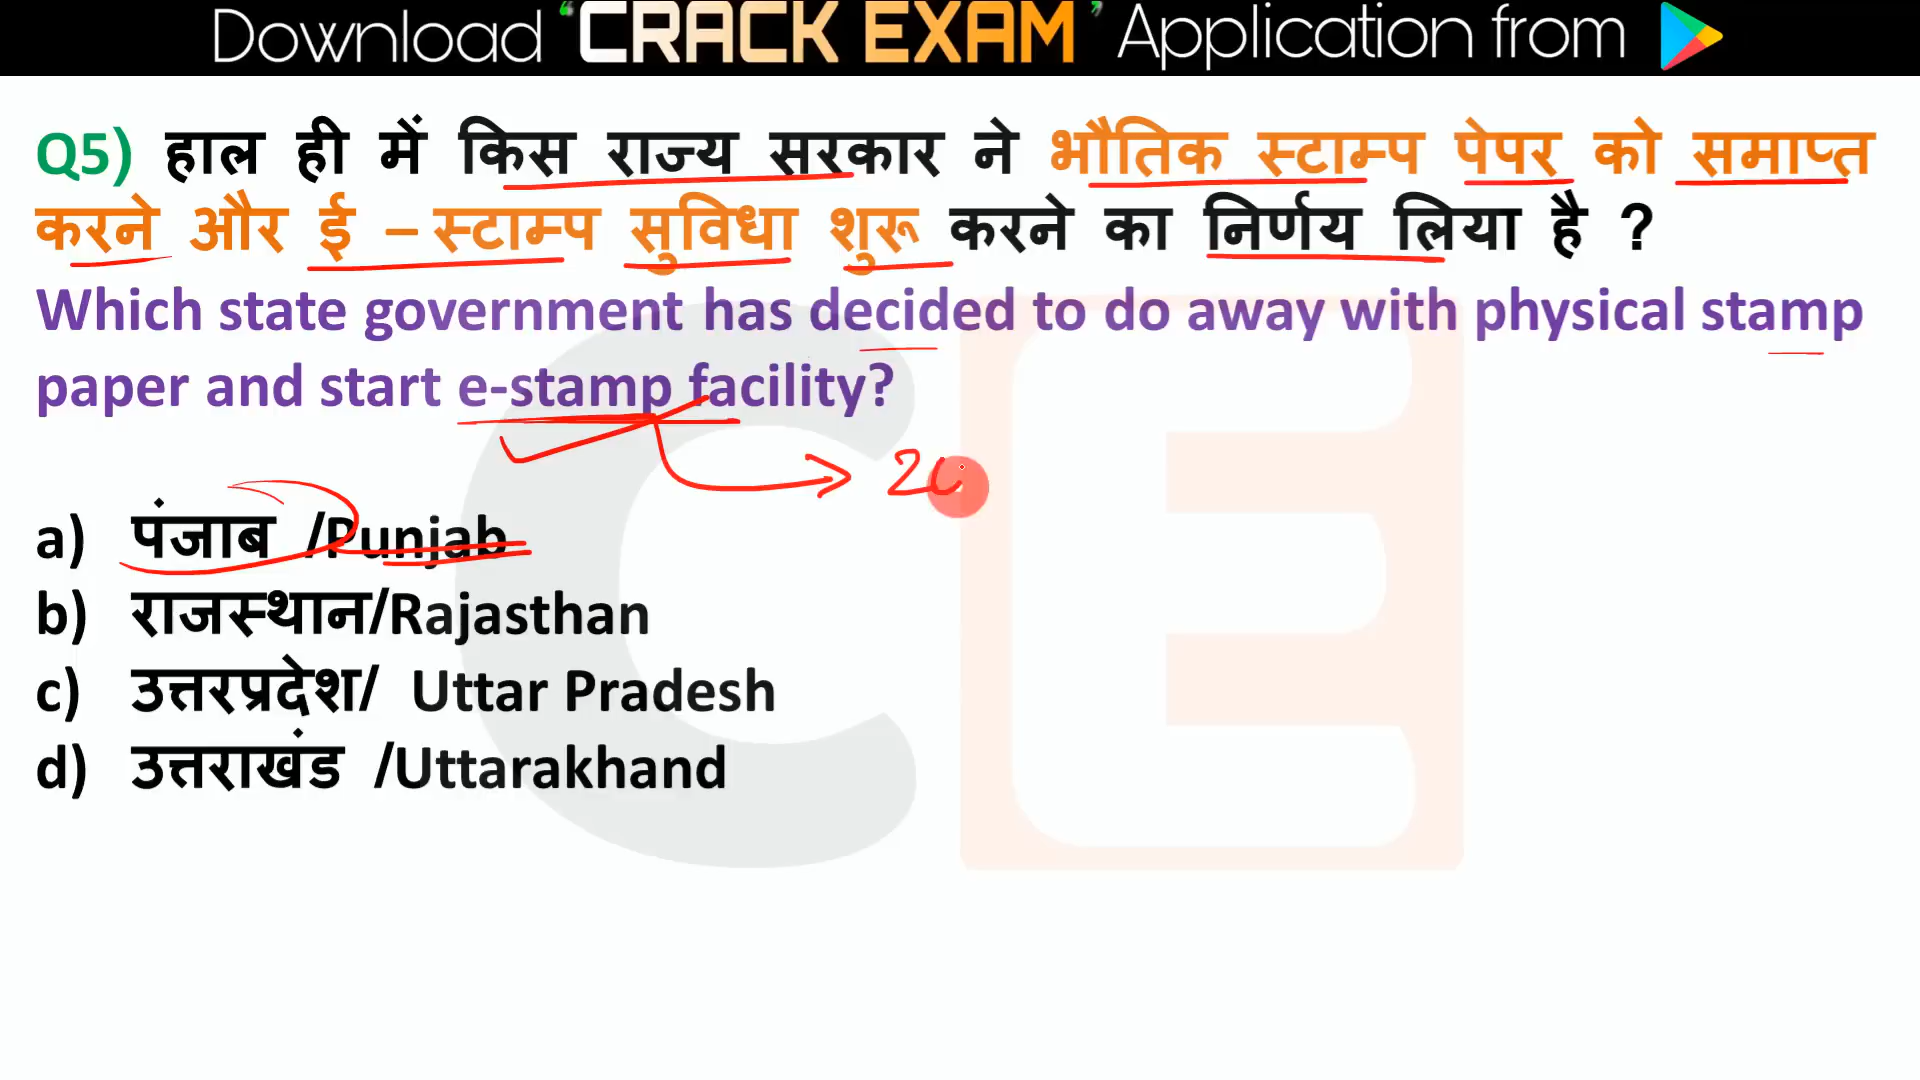 Download ‘CRACK EXAM’ Application from
Q5) हाल ही में किस राज्य सरकार ने भौतिक स्टाम्प पेपर को समाप्त
करने और ई – स्टाम्प सुविधा शुरू करने का निर्णय लिया है ?
Which state government has decided to do away with physical stamp
paper and start e-stamp facility?
a) पंजाब /Punjab
b) राजस्थान/Rajasthan
c) उत्तरप्रदेश/ Uttar Pradesh
d) उत्तराखंड /Uttarakhand
CE